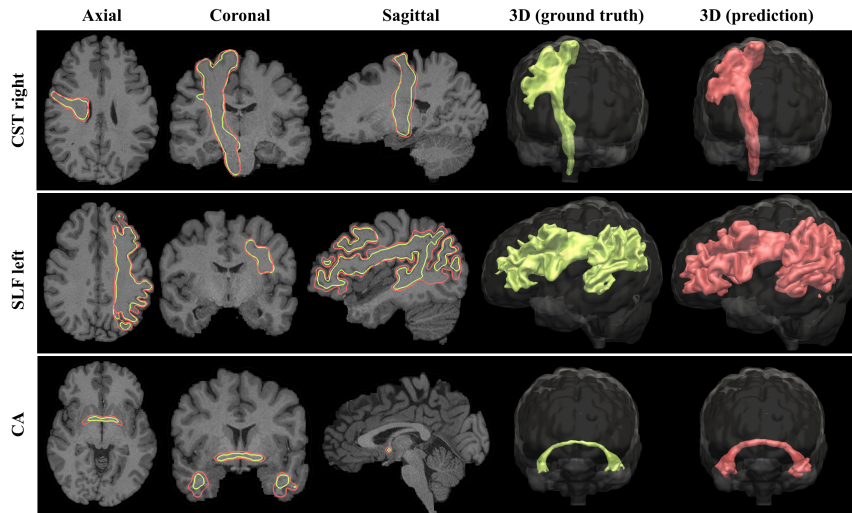 Axial Coronal Sagittal 3D (ground truth) 3D (prediction)
CST right
SLF left
CA